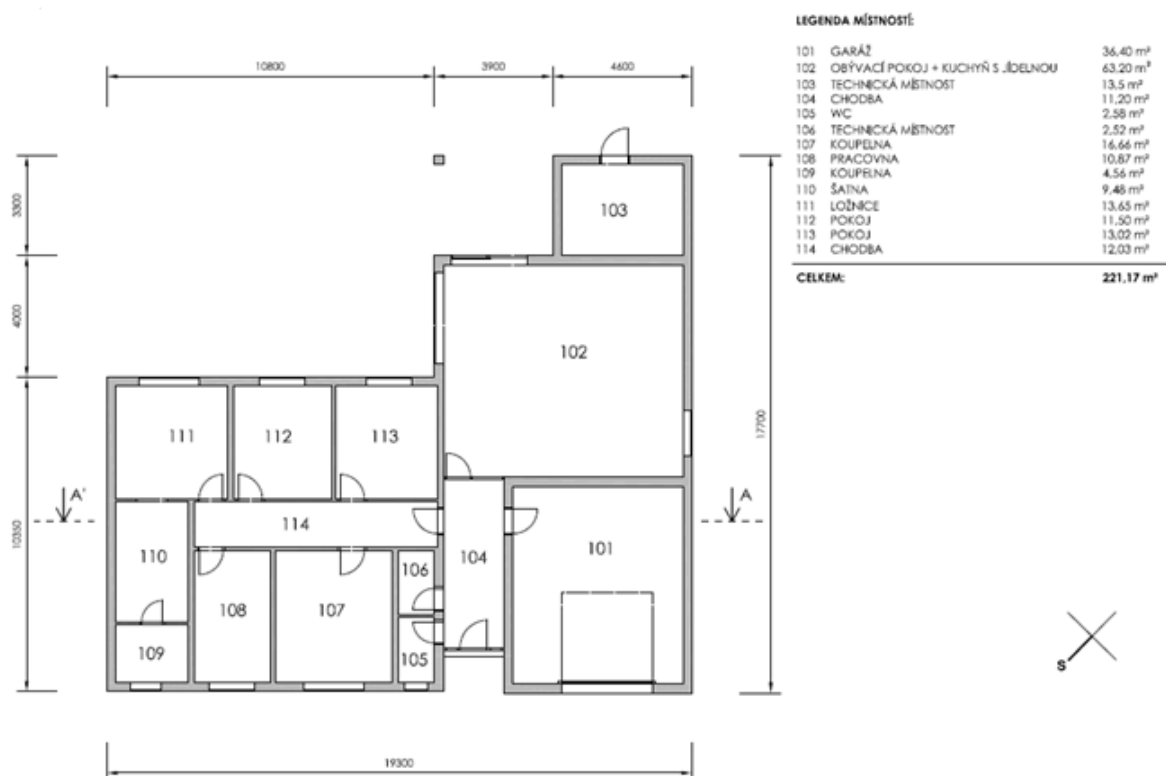 LEGENDA MÍSTNOSTÍ:
101 GARÁŽ 36,40 m²
102 OBÝVACÍ POKOJ + KUCHYŇ S JÍDELNOU 63,20 m²
103 TECHNICKÁ MÍSTNOST 13,5 m²
104 CHODBA 11,20 m²
105 WC 2,58 m²
106 TECHNICKÁ MÍSTNOST 2,52 m²
107 KOUPELNA 16,66 m²
108 PRACOVNA 10,87 m²
109 KOUPELNA 4,56 m²
110 ŠATNA 9,48 m²
111 LOŽNICE 13,65 m²
112 POKOJ 11,50 m²
113 POKOJ 13,02 m²
114 CHODBA 12,03 m²
CELKEM: 221,17 m²
10800 3900 4600
3300
103
4000
102
17700
111 112 113
10350
A' A
114
110 106 104 101
108 107
109 105
S
19300